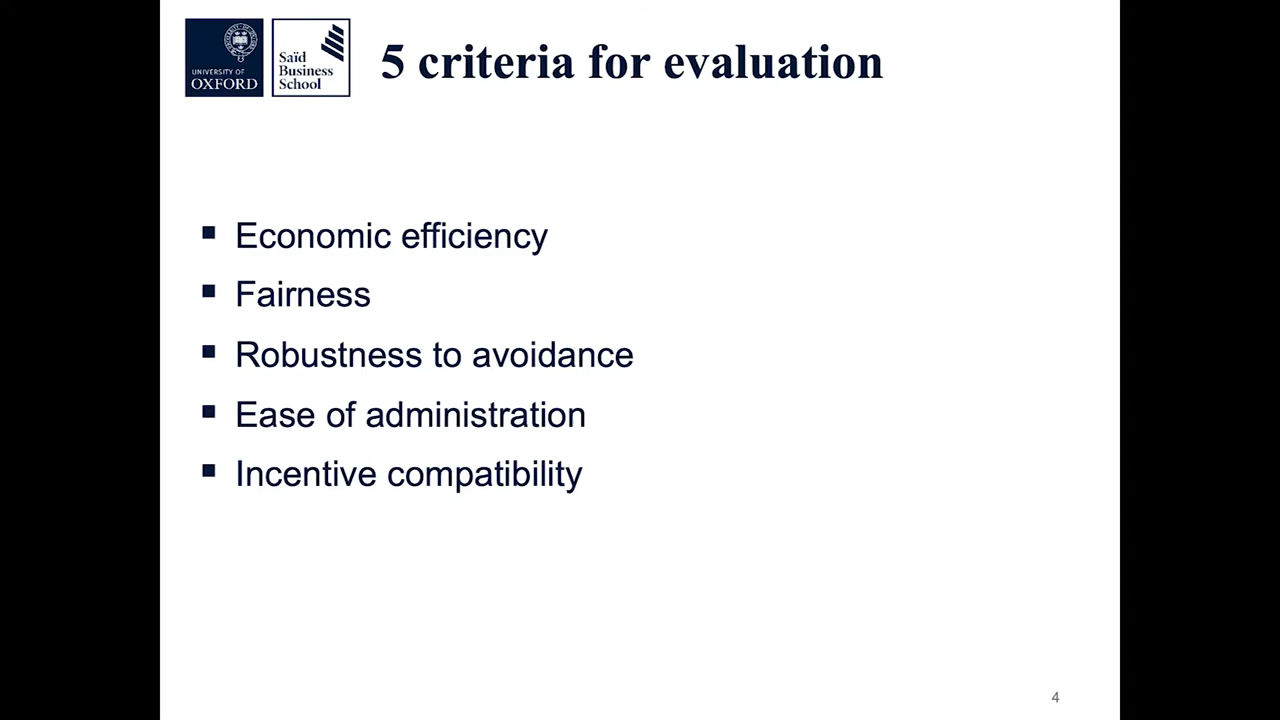 UNIVERSITY OF
OXFORD
Saïd
Business
School
5 criteria for evaluation
Economic efficiency
Fairness
Robustness to avoidance
Ease of administration
Incentive compatibility
4